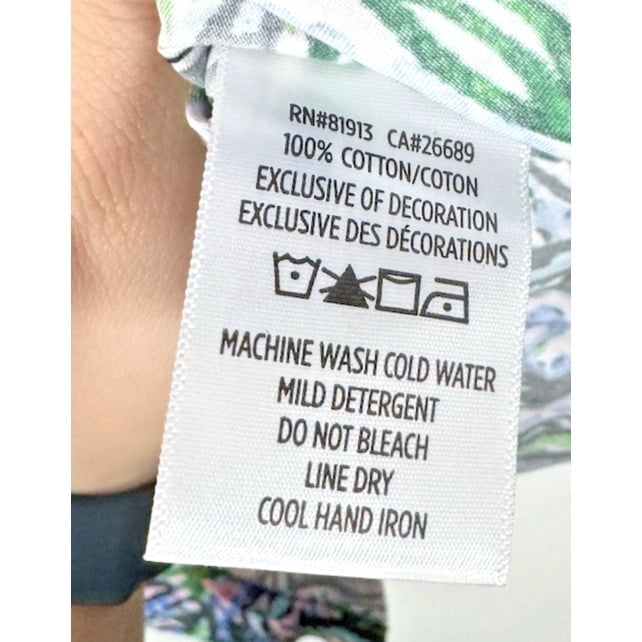 RN#81913 CA#26689
100% COTTON/COTON
EXCLUSIVE OF DECORATION
EXCLUSIVE DES DÉCORATIONS
MACHINE WASH COLD WATER
MILD DETERGENT
DO NOT BLEACH
LINE DRY
COOL HAND IRON